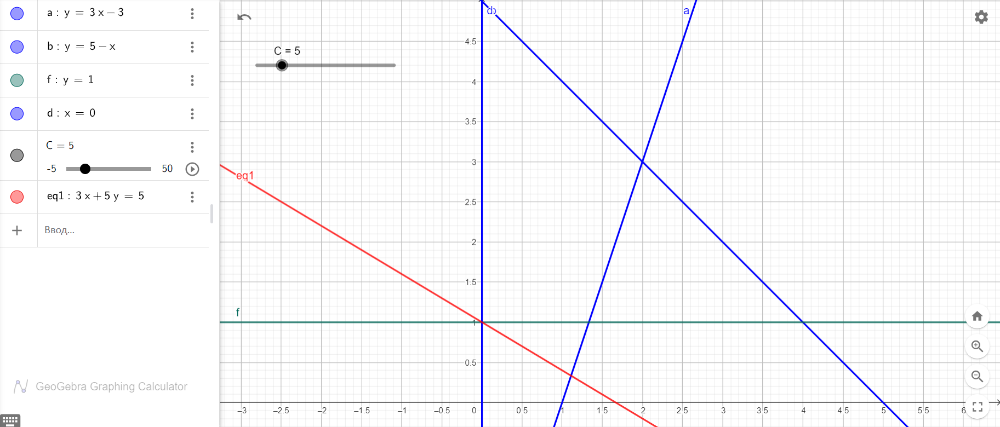 a : y = 3 x − 3
b : y = 5 − x
f : y = 1
d : x = 0
C = 5
-5 50
eq1 : 3 x + 5 y = 5
Ввод...
GeoGebra Graphing Calculator
C = 5
d
a
eq1
f
4.5
4
3.5
3
2.5
2
1.5
1
0.5
−3 −2.5 −2 −1.5 −1 −0.5 0 0.5 1 1.5 2 2.5 3 3.5 4 4.5 5 5.5 6